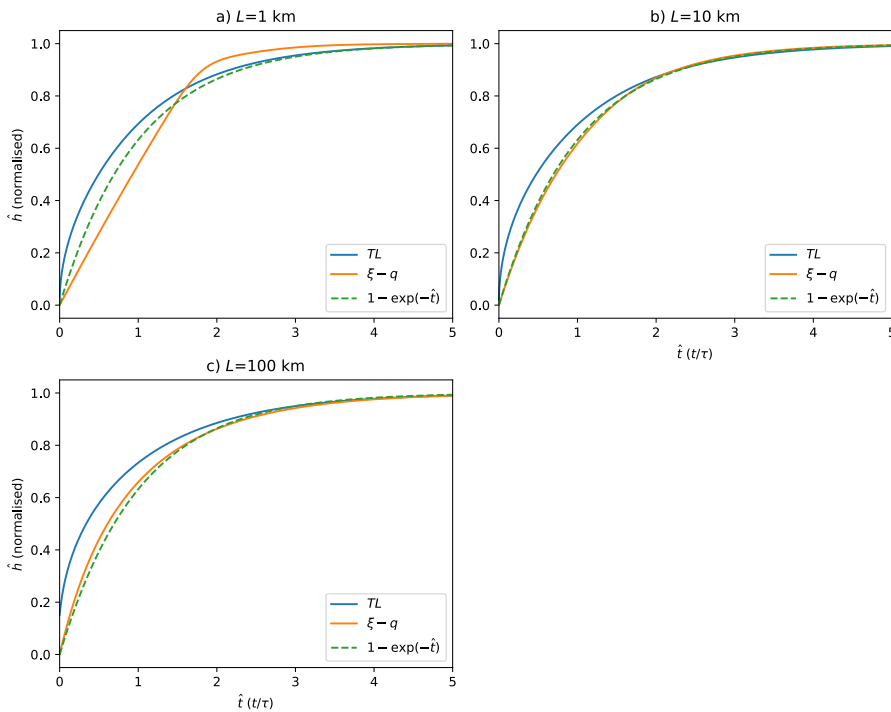 a) L=1 km
ĥ (normalised)
1.0
0.8
0.6
0.4
0.2
0.0
0 1 2 3 4 5
TL
ξ − q
1 − exp(−t̂)
b) L=10 km
1.0
0.8
0.6
0.4
0.2
0.0
0 1 2 3 4 5
t̂ (t/τ)
TL
ξ − q
1 − exp(−t̂)
c) L=100 km
ĥ (normalised)
1.0
0.8
0.6
0.4
0.2
0.0
0 1 2 3 4 5
t̂ (t/τ)
TL
ξ − q
1 − exp(−t̂)